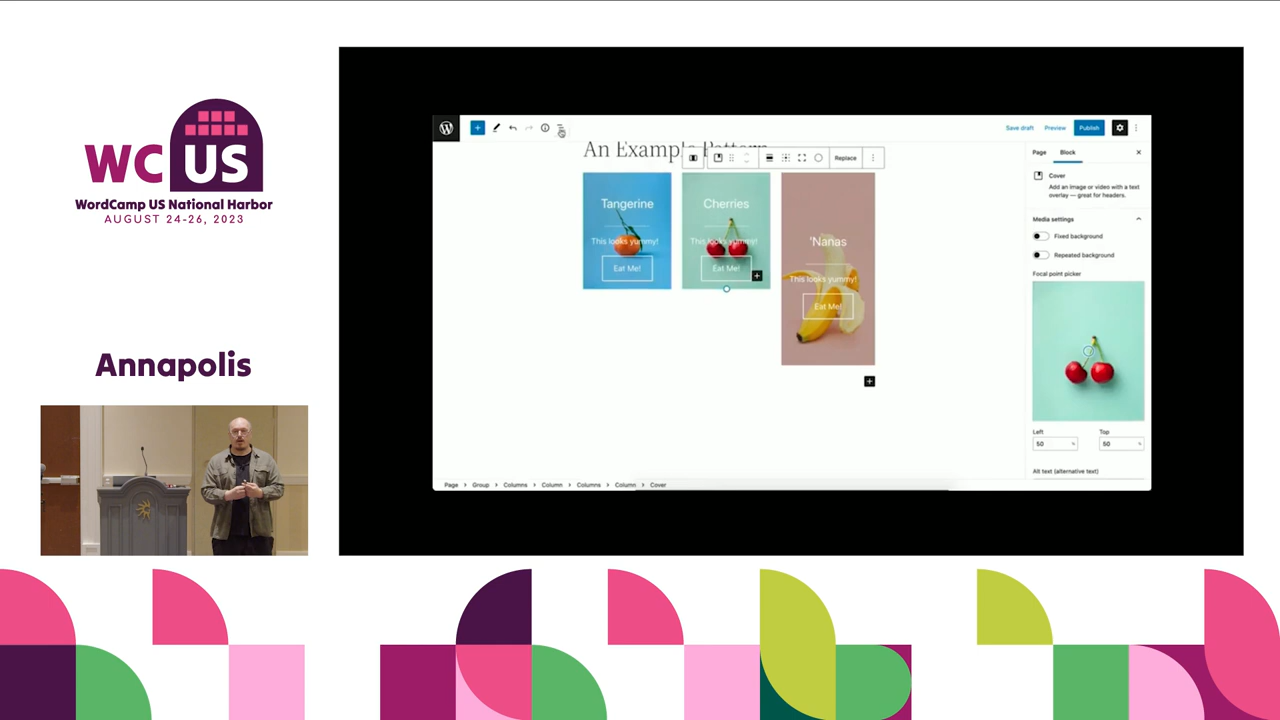 WC US
WordCamp US National Harbor
AUGUST 24-26, 2023
Annapolis
Save draft Preview Publish
An Example Pattern
Replace
Tangerine
This looks yummy!
Eat Me!
Cherries
This looks yummy!
Eat Me!
'Nanas
This looks yummy!
Eat Me!
Page Block
Cover
Add an image or video with a text
overlay — great for headers.
Media settings
Fixed background
Repeated background
Focal point picker
Left Top
50 % 50 %
Alt text (alternative text)
Page > Group > Columns > Column > Columns > Column > Cover